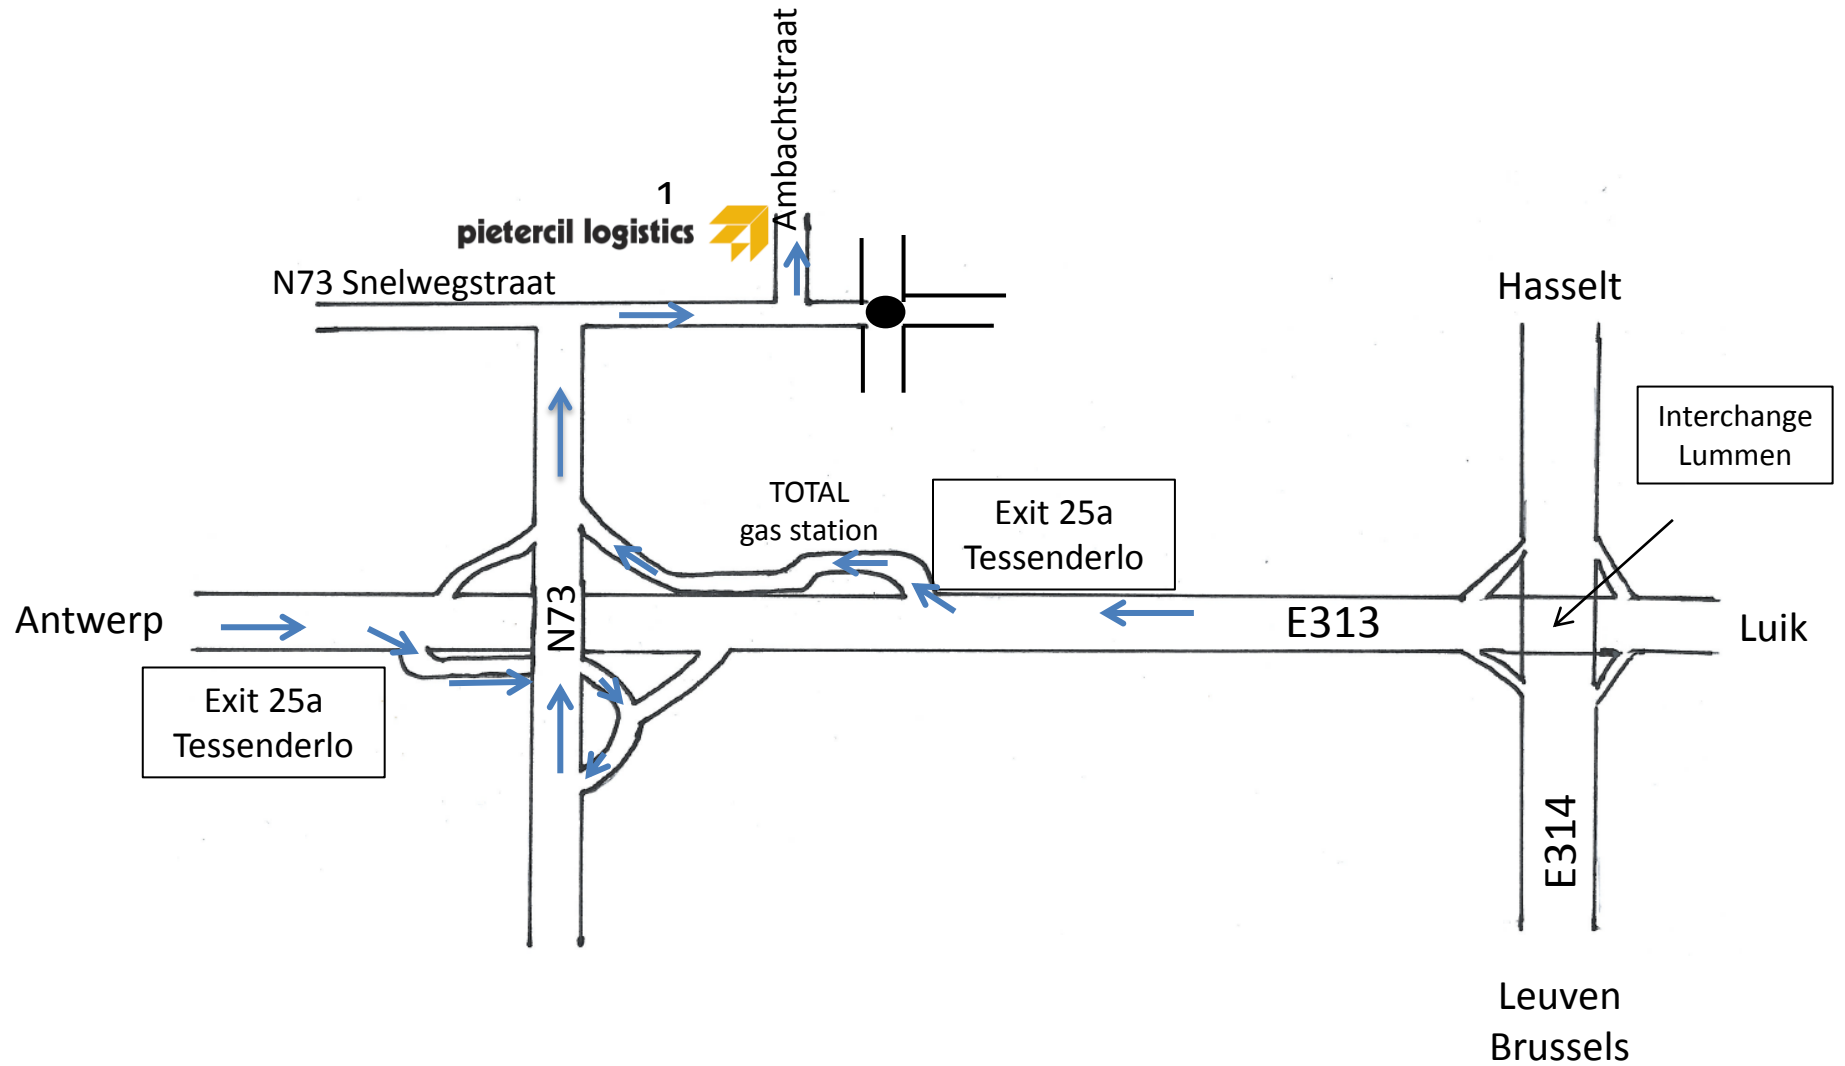 Ambachtstraat
1
pietercil logistics
N73 Snelwegstraat
Hasselt
Interchange
Lummen
TOTAL
gas station
Exit 25a
Tessenderlo
Antwerp
N73
E313
Luik
Exit 25a
Tessenderlo
E314
Leuven
Brussels